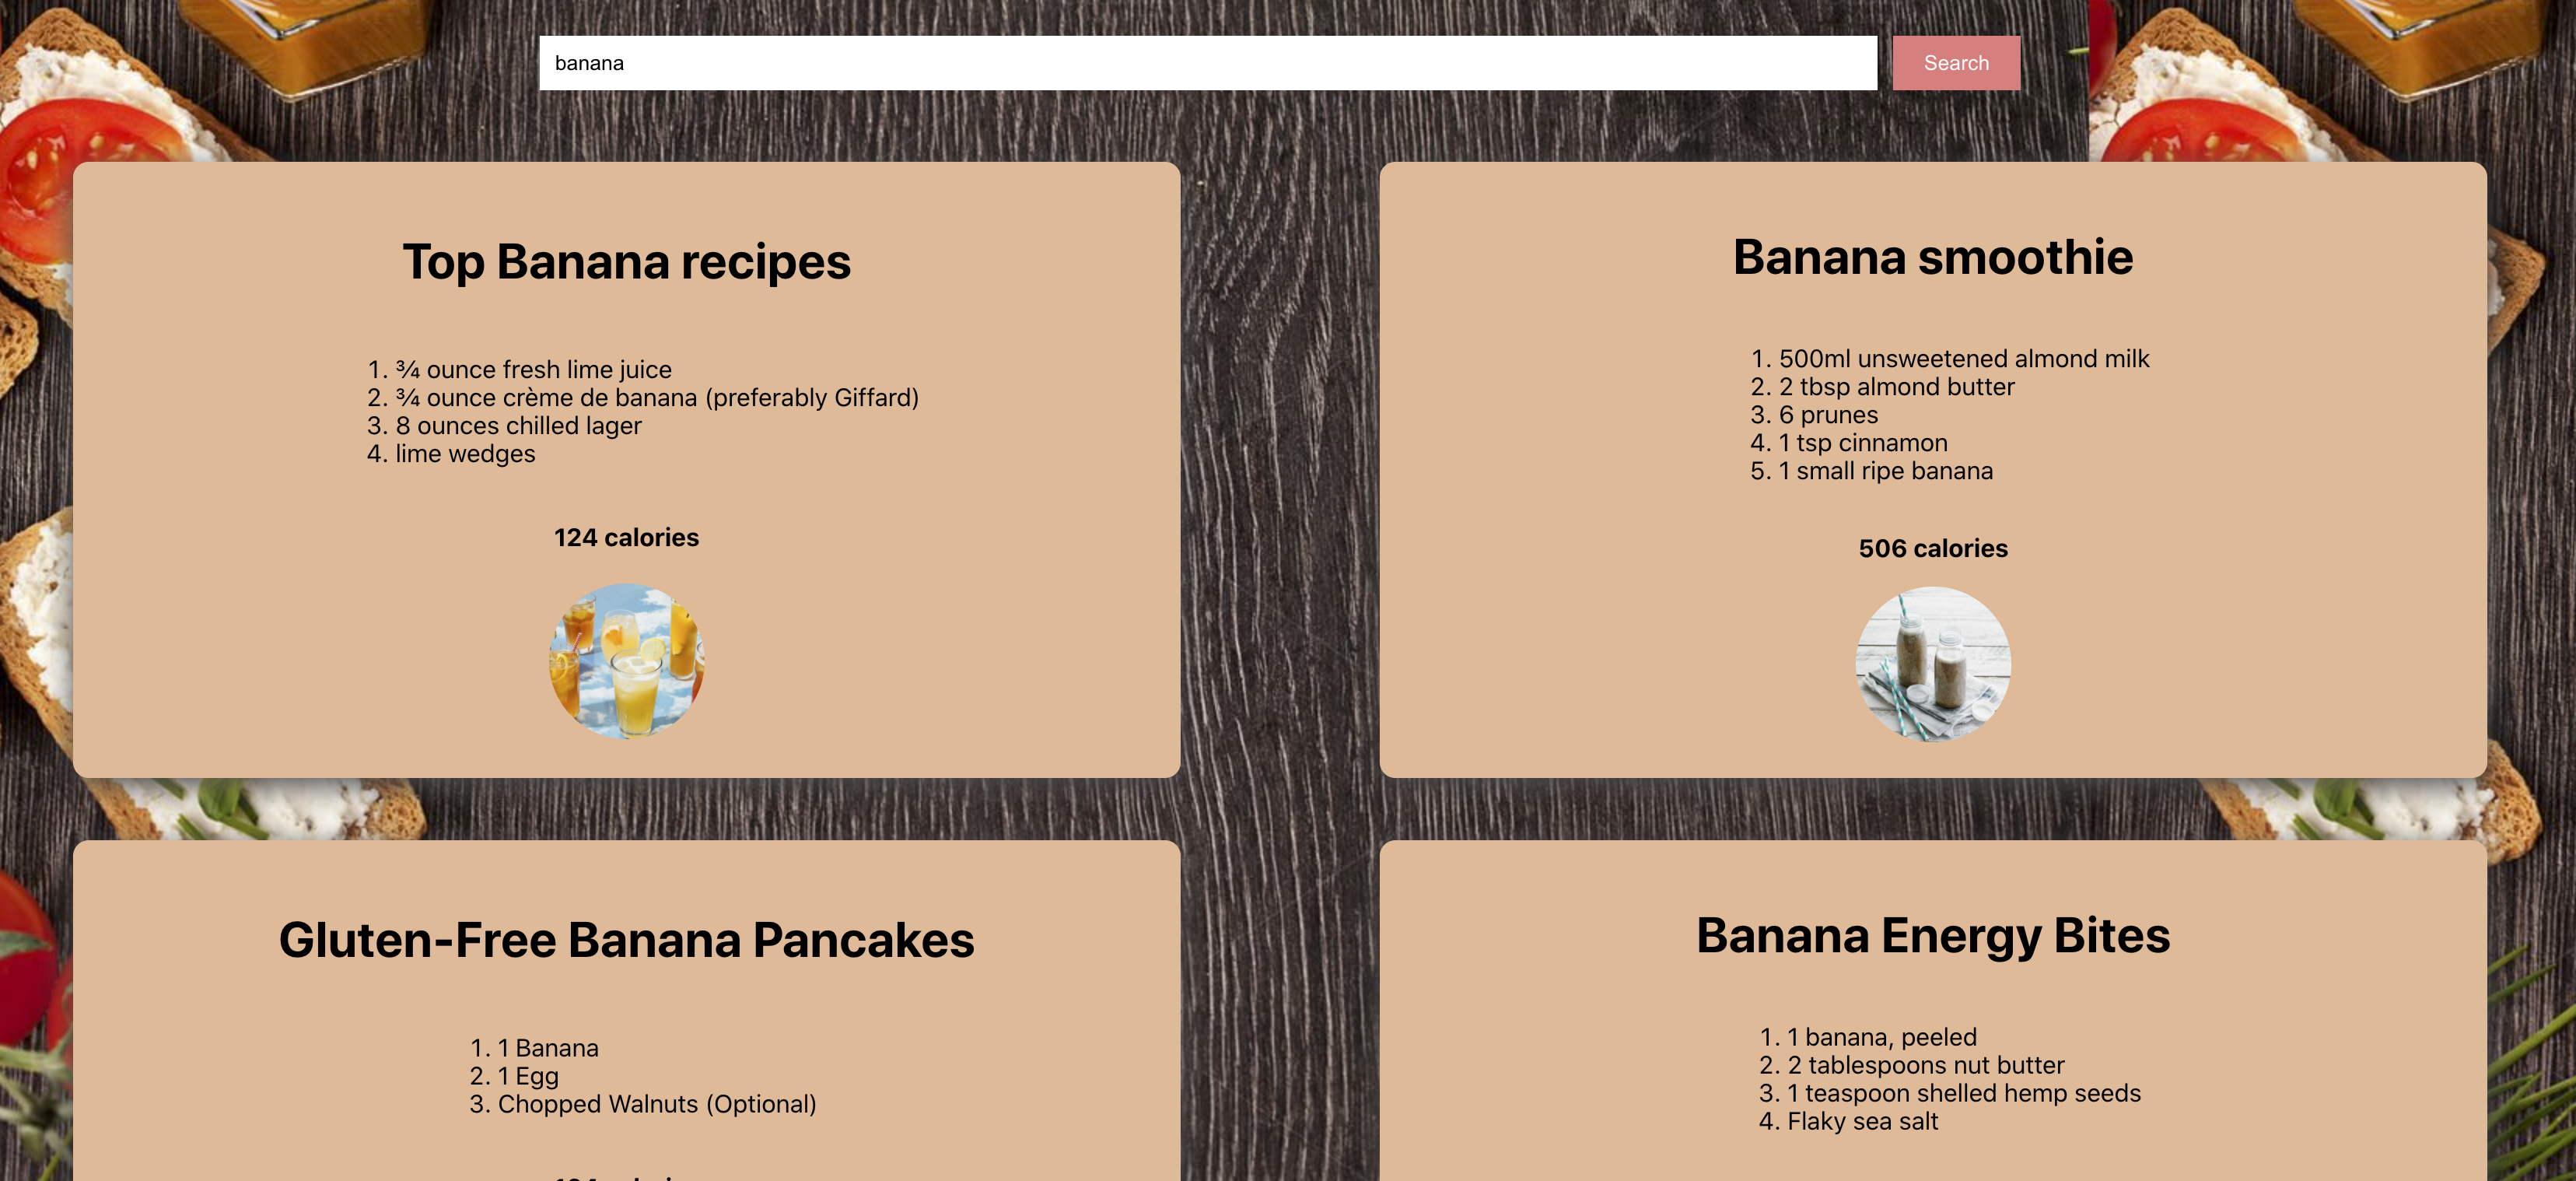 banana
Search
Top Banana recipes
1. ¾ ounce fresh lime juice
2. ¾ ounce crème de banana (preferably Giffard)
3. 8 ounces chilled lager
4. lime wedges
124 calories
Banana smoothie
1. 500ml unsweetened almond milk
2. 2 tbsp almond butter
3. 6 prunes
4. 1 tsp cinnamon
5. 1 small ripe banana
506 calories
Gluten-Free Banana Pancakes
1. 1 Banana
2. 1 Egg
3. Chopped Walnuts (Optional)
Banana Energy Bites
1. 1 banana, peeled
2. 2 tablespoons nut butter
3. 1 teaspoon shelled hemp seeds
4. Flaky sea salt